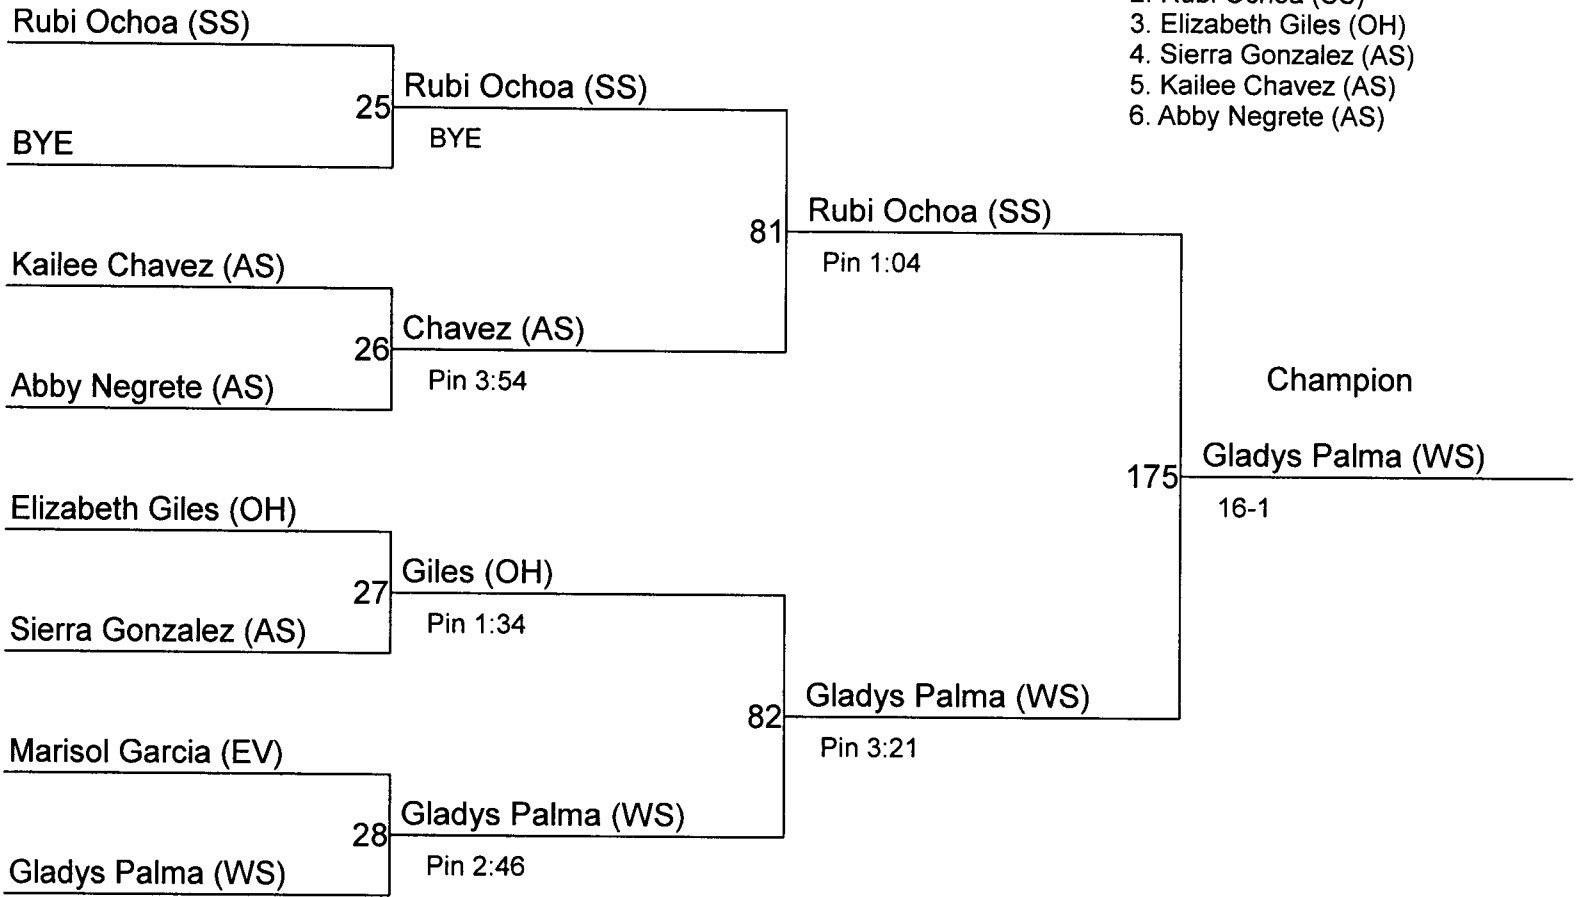 Rubi Ochoa (SS)
2. Rubi Ochoa (SS)
3. Elizabeth Giles (OH)
4. Sierra Gonzalez (AS)
5. Kailee Chavez (AS)
6. Abby Negrete (AS)
25
Rubi Ochoa (SS)
BYE
BYE
81
Rubi Ochoa (SS)
Pin 1:04
Kailee Chavez (AS)
26
Chavez (AS)
Pin 3:54
Abby Negrete (AS)
Champion
175
Gladys Palma (WS)
16-1
Elizabeth Giles (OH)
27
Giles (OH)
Pin 1:34
Sierra Gonzalez (AS)
82
Gladys Palma (WS)
Pin 3:21
Marisol Garcia (EV)
28
Gladys Palma (WS)
Pin 2:46
Gladys Palma (WS)